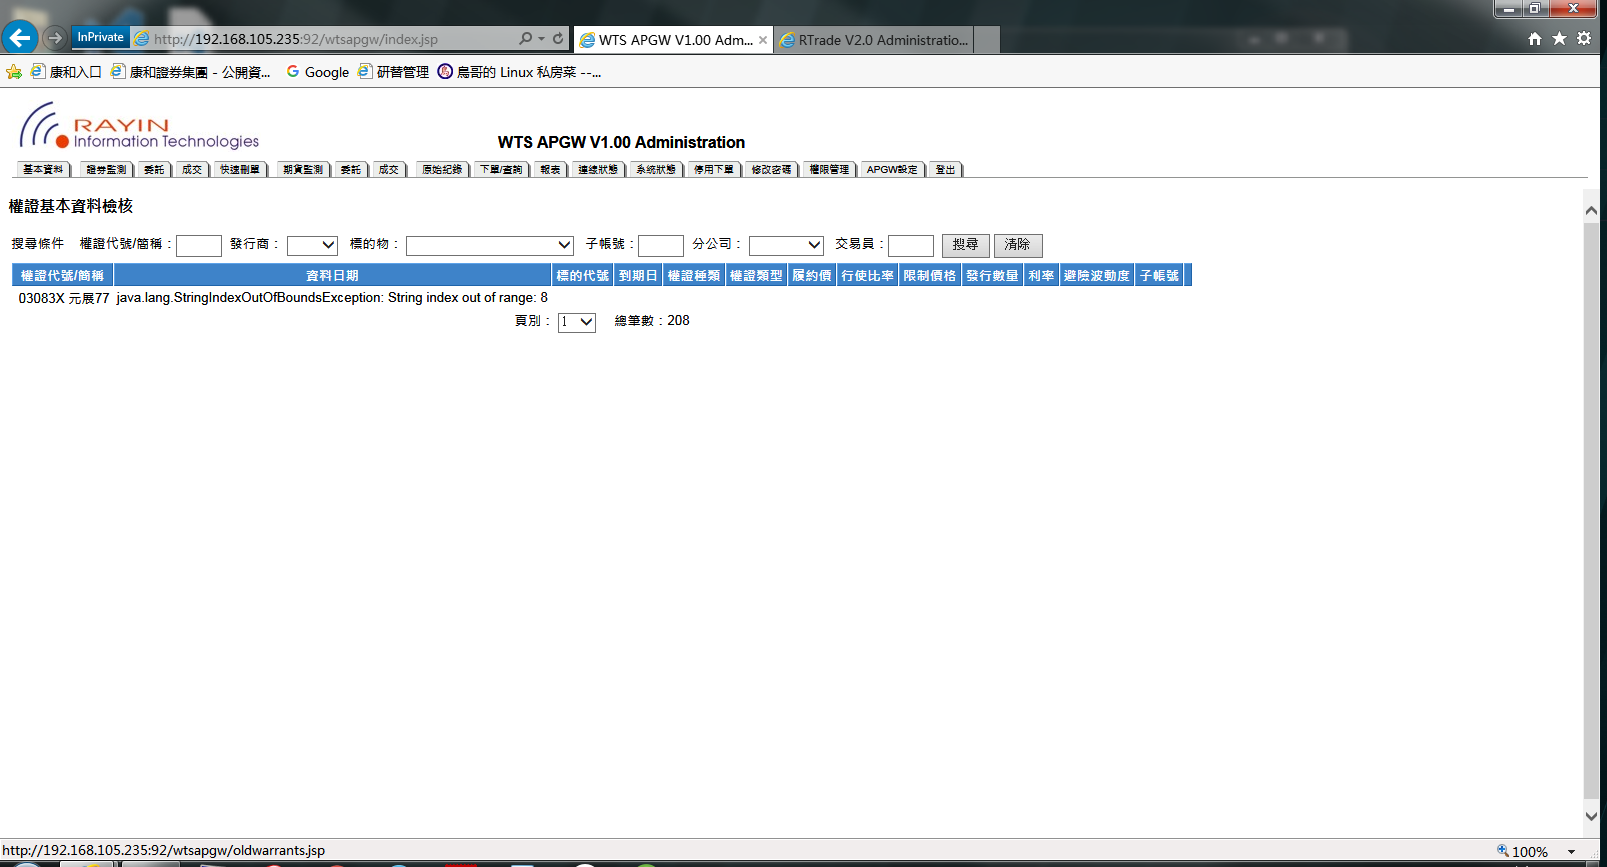 InPrivate
http://192.168.105.235:92/wtsapgw/index.jsp
WTS APGW V1.00 Adm...
RTrade V2.0 Administratio...
康和入口
康和證券集團 - 公開資...
Google
研替管理
鳥哥的 Linux 私房菜 --...
RAYIN
Information Technologies
WTS APGW V1.00 Administration
基本資料 證券監測 委託 成交 快速刪單 期貨監測 委託 成交 原始紀錄 下單/查詢 報表 連線狀態 系統狀態 停用下單 修改密碼 權限管理 APGW設定 登出
權證基本資料檢核
搜尋條件 權證代號/簡稱： 發行商： 標的物： 子帳號： 分公司： 交易員： 搜尋 清除
權證代號/簡稱 資料日期 標的代號 到期日 權證種類 權證類型 履約價 行使比率 限制價格 發行數量 利率 避險波動度 子帳號
03083X 元展77 java.lang.StringIndexOutOfBoundsException: String index out of range: 8
頁別： 1 總筆數：208
http://192.168.105.235:92/wtsapgw/oldwarrants.jsp
100%